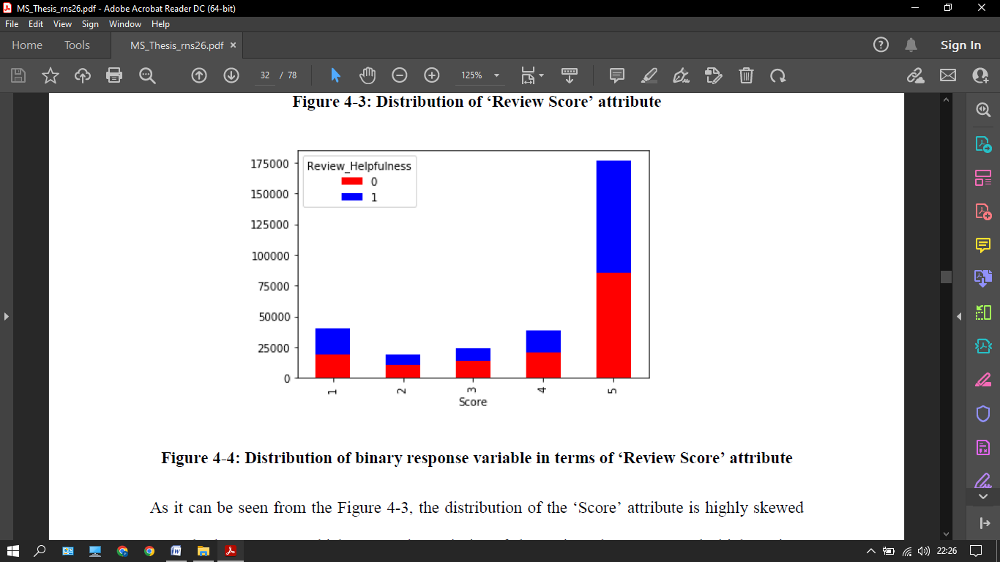 MS_Thesis_rns26.pdf - Adobe Acrobat Reader DC (64-bit)
File Edit View Sign Window Help
Home Tools MS_Thesis_rns26.pdf × Sign In
32 / 78 125%
Figure 4-3: Distribution of ‘Review Score’ attribute
175000
150000
125000
100000
75000
50000
25000
0
Review_Helpfulness
0
1
1 2 3 4 5
Score
Figure 4-4: Distribution of binary response variable in terms of ‘Review Score’ attribute
As it can be seen from the Figure 4-3, the distribution of the ‘Score’ attribute is highly skewed
22:26